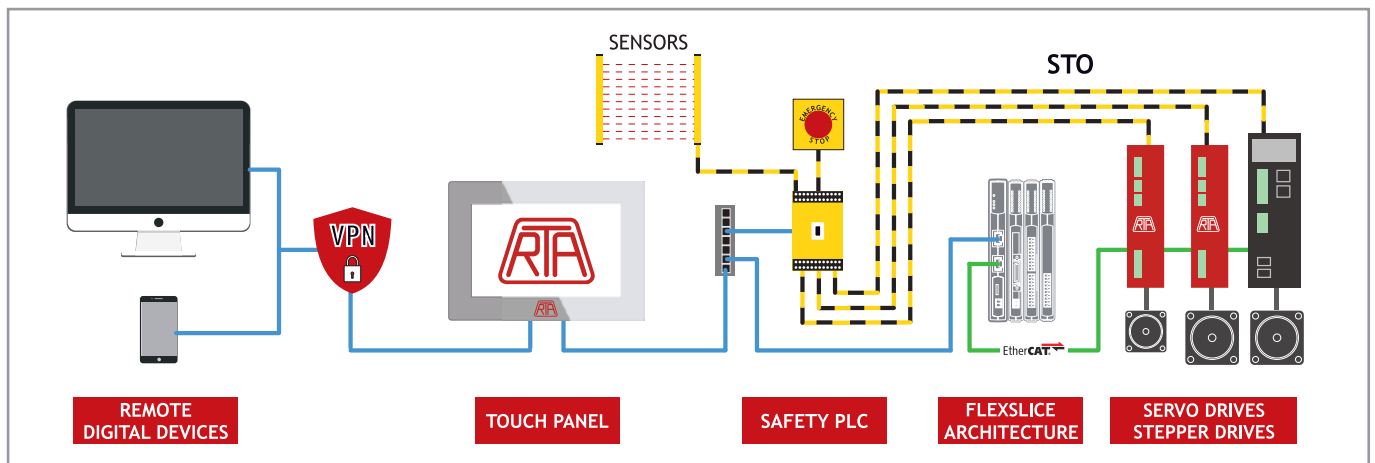 SENSORS
STO
EMERGENCY
STOP
VPN
RTA
RTA
RTA
RTA
EtherCAT
REMOTE
DIGITAL DEVICES
TOUCH PANEL
SAFETY PLC
FLEXSLICE
ARCHITECTURE
SERVO DRIVES
STEPPER DRIVES